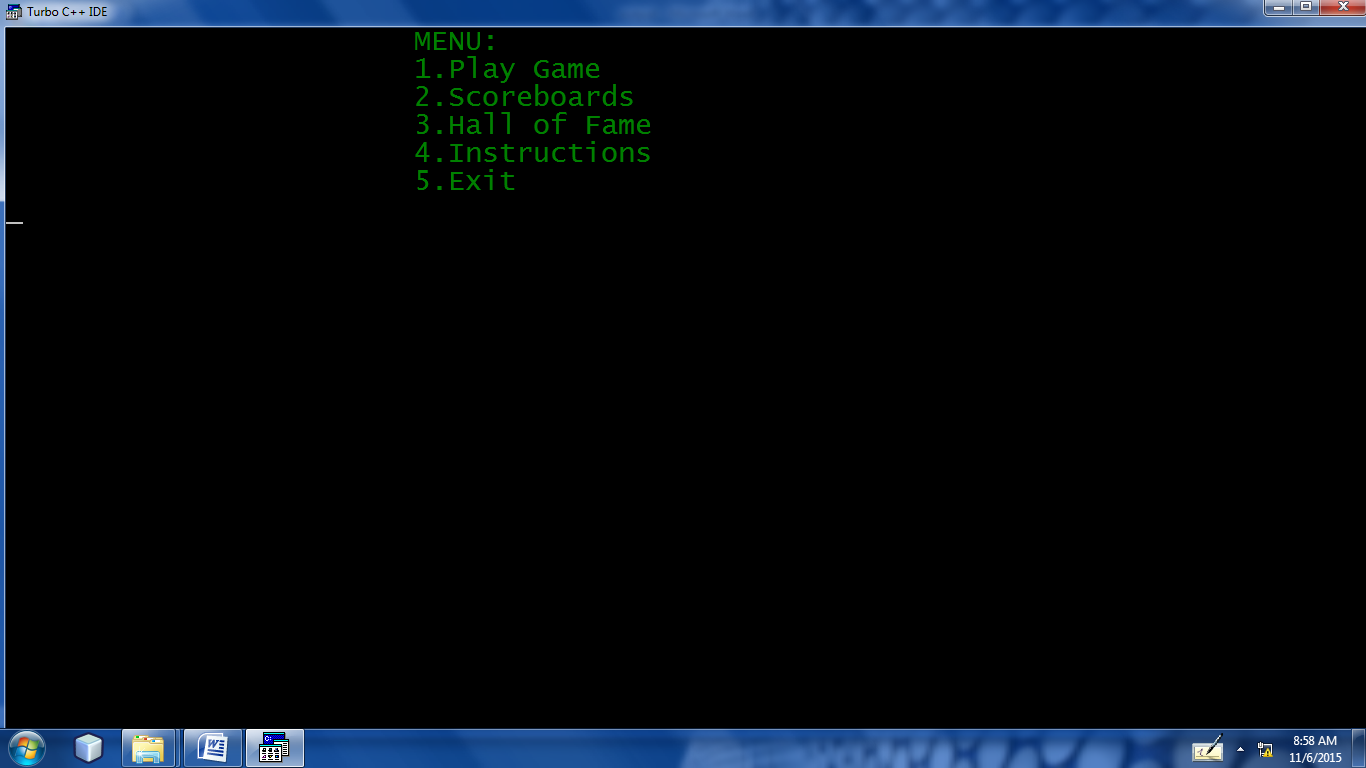 Turbo C++ IDE
MENU:
1.Play Game
2.Scoreboards
3.Hall of Fame
4.Instructions
5.Exit
8:58 AM
11/6/2015